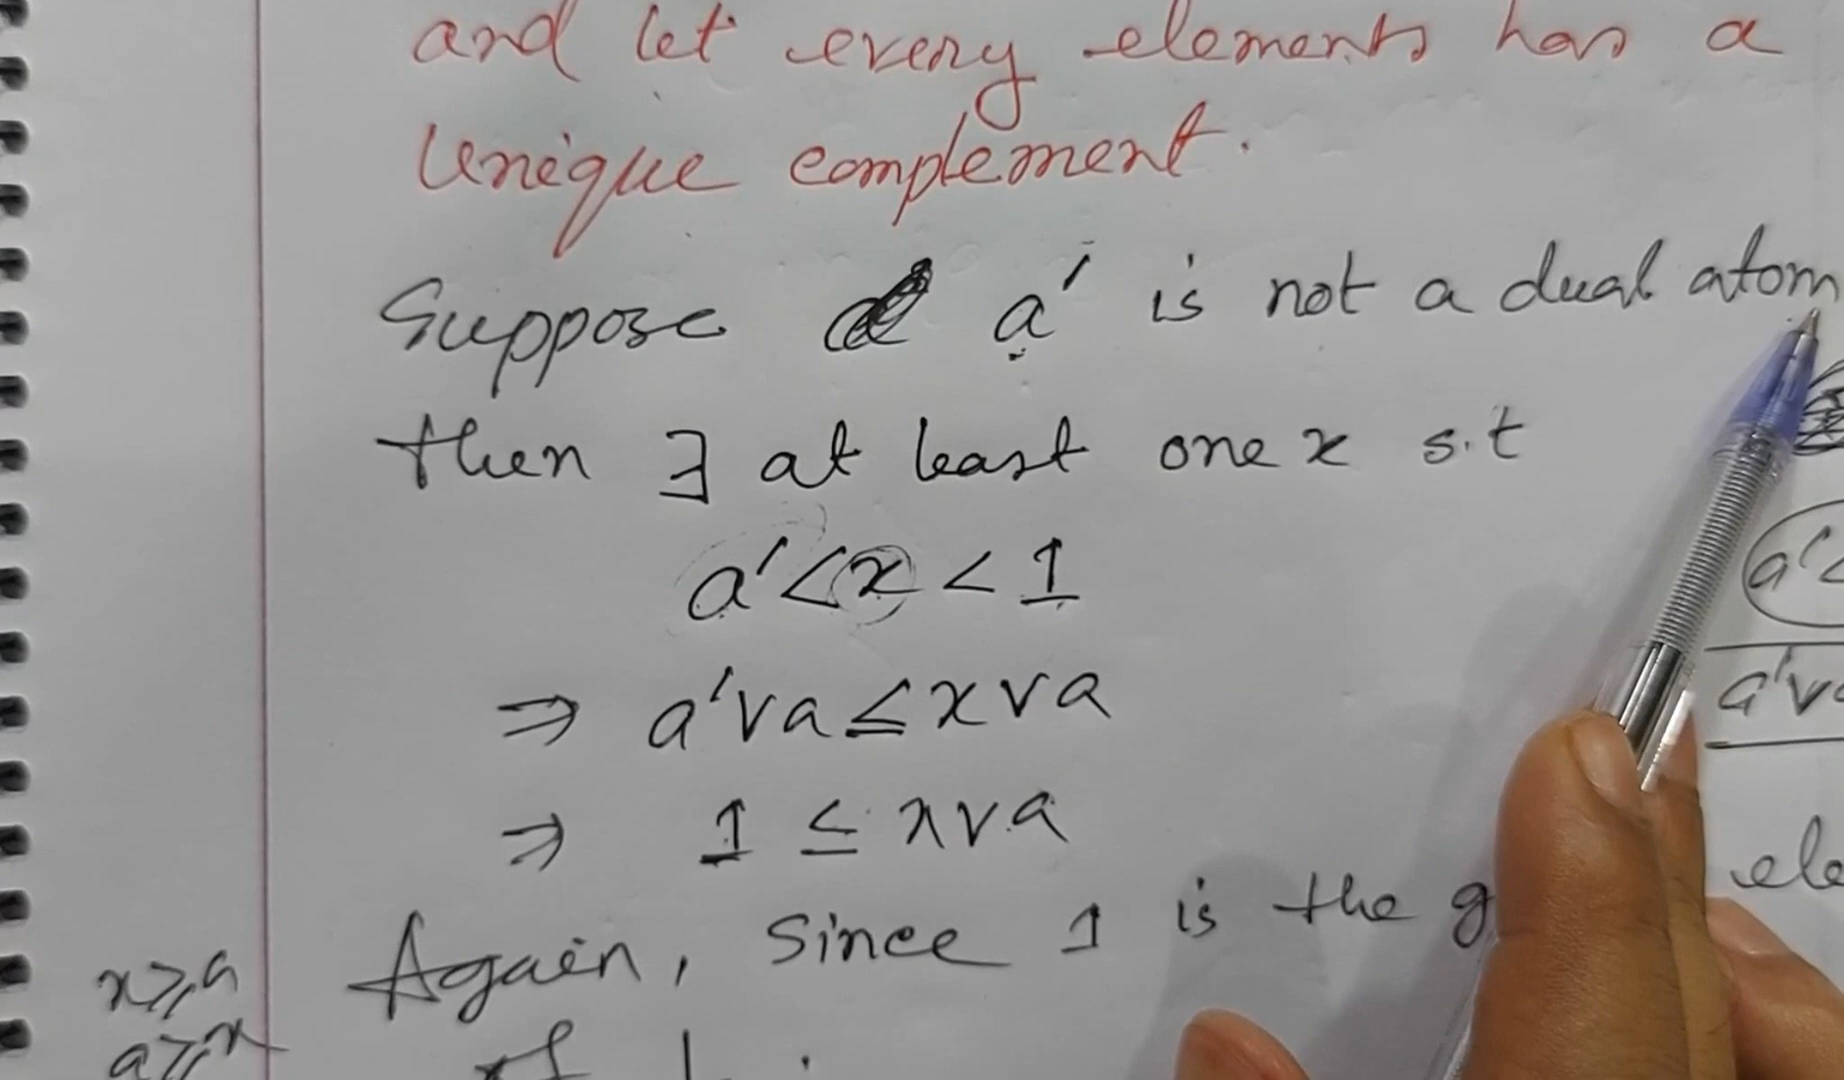 and let every elements has a
unique complement.
Suppose a' is not a dual atom
then ∃ at least one x s.t
a' < x < 1
⇒ a' ∨ a ≤ x ∨ a
⇒ 1 ≤ x ∨ a
Again, since 1 is the g
x ≥ a
a ≥ x
a' <
a' ∨
ele